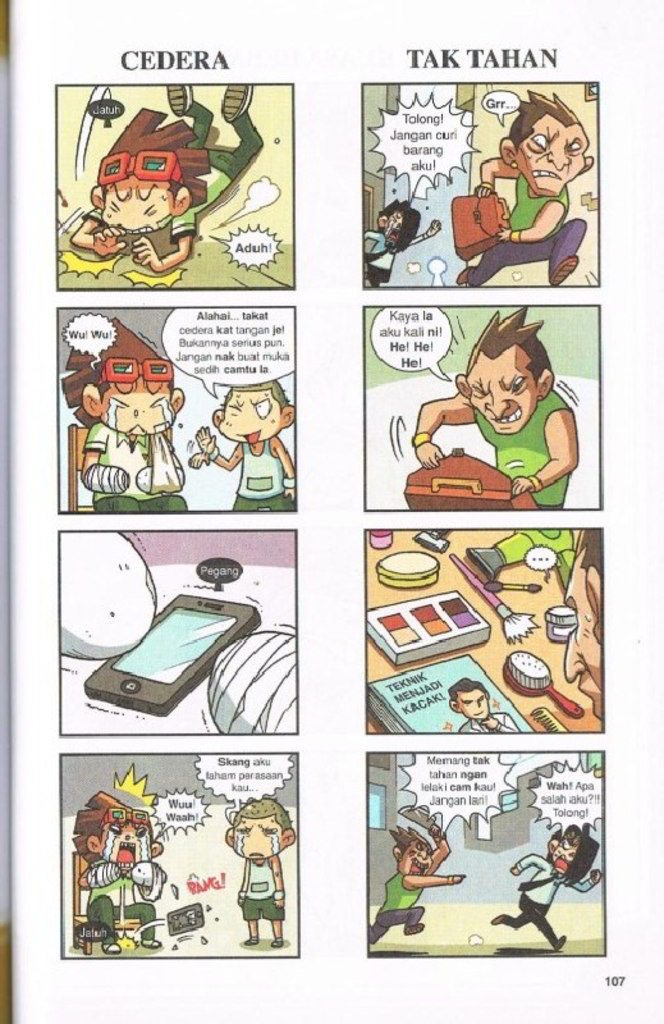 CEDERA
Jatuh
Aduh!
Wu! Wu!
Alahai... takat
cedera kat tangan je!
Bukannya serius pun.
Jangan nak buat muka
sedih camtu la.
Pegang
Wuu!
Waah!
Skang aku
faham perasaan
kau...
BANG!
Jatuh
TAK TAHAN
Tolong!
Jangan curi
barang
aku!
Grr...
Kaya la
aku kali ni!
He! He!
He!
...
TEKNIK
MENJADI
KACAK!
Memang tak
tahan ngan
lelaki cam kau!
Jangan lari!
Wah! Apa
salah aku?!!
Tolong!
107